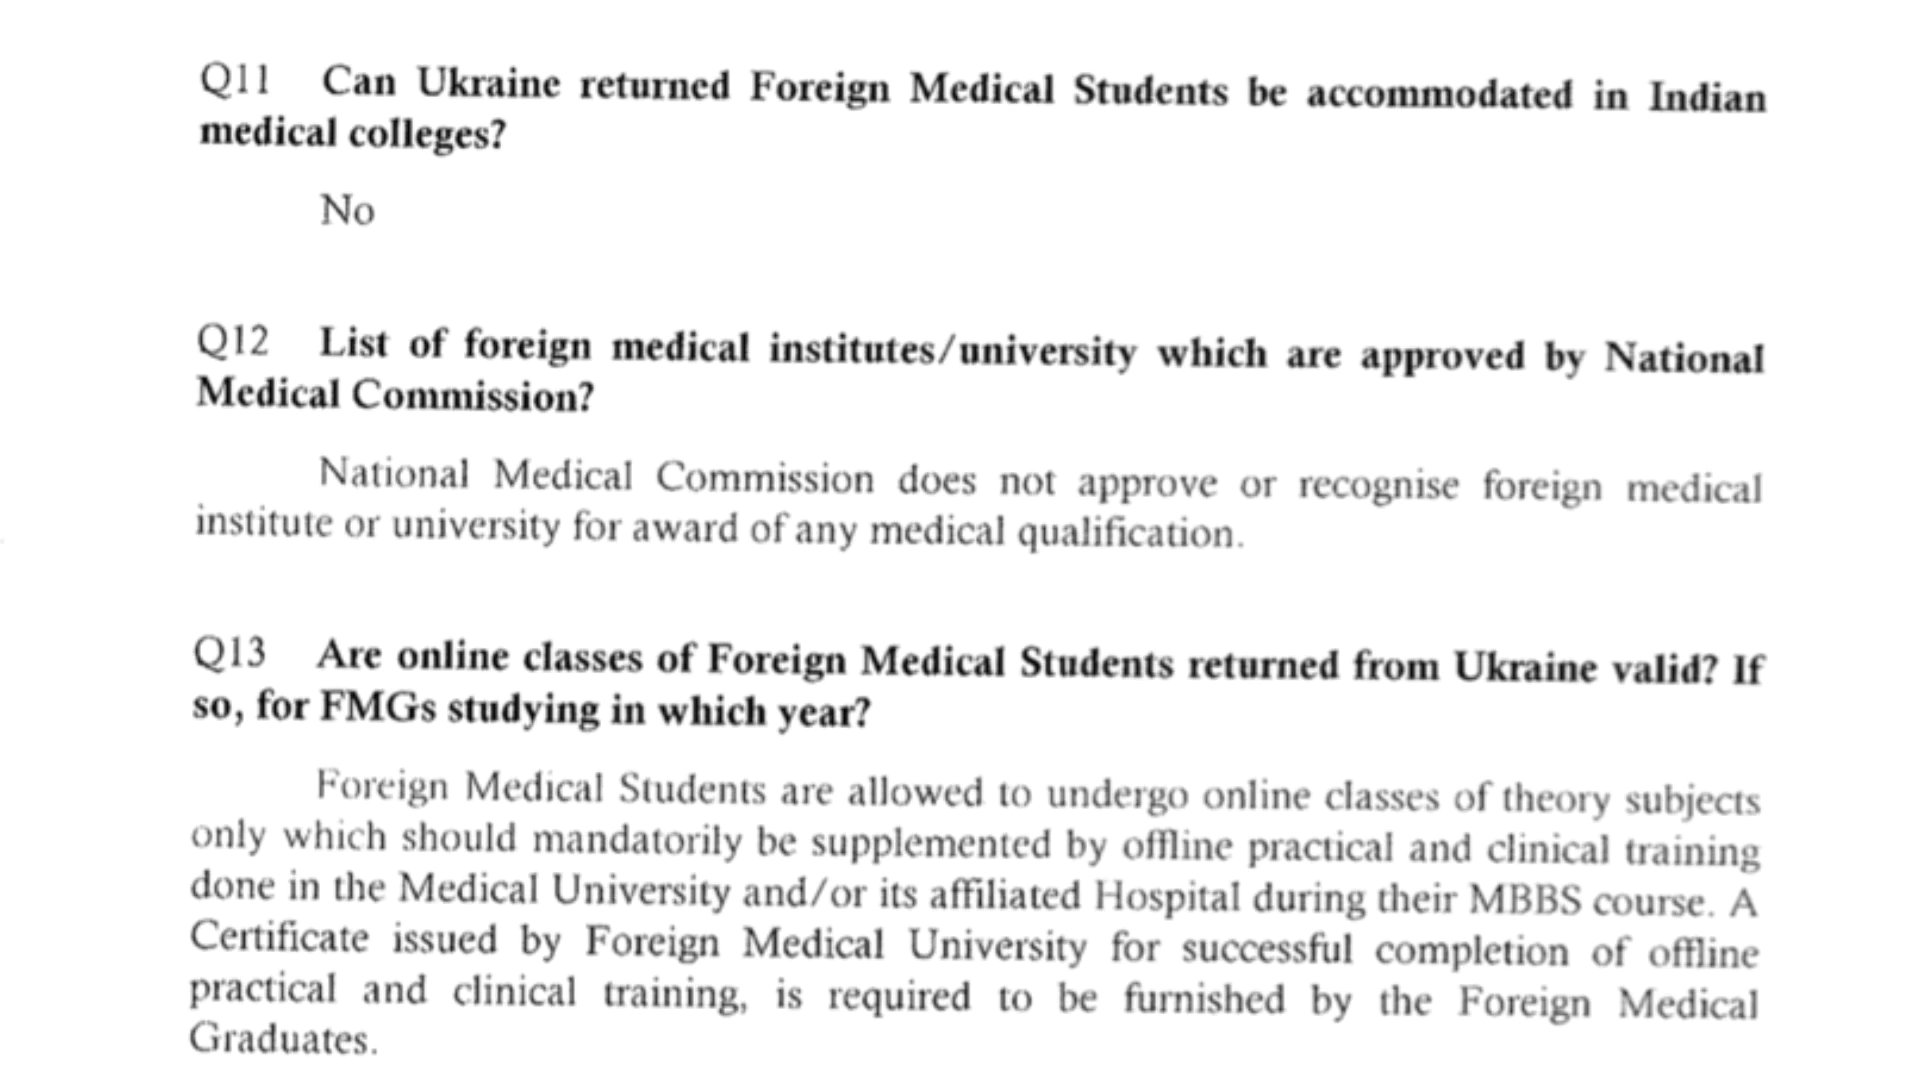 Q11 Can Ukraine returned Foreign Medical Students be accommodated in Indian
medical colleges?
No
Q12 List of foreign medical institutes/university which are approved by National
Medical Commission?
National Medical Commission does not approve or recognise foreign medical
institute or university for award of any medical qualification.
Q13 Are online classes of Foreign Medical Students returned from Ukraine valid? If
so, for FMGs studying in which year?
Foreign Medical Students are allowed to undergo online classes of theory subjects
only which should mandatorily be supplemented by offline practical and clinical training
done in the Medical University and/or its affiliated Hospital during their MBBS course. A
Certificate issued by Foreign Medical University for successful completion of offline
practical and clinical training, is required to be furnished by the Foreign Medical
Graduates.